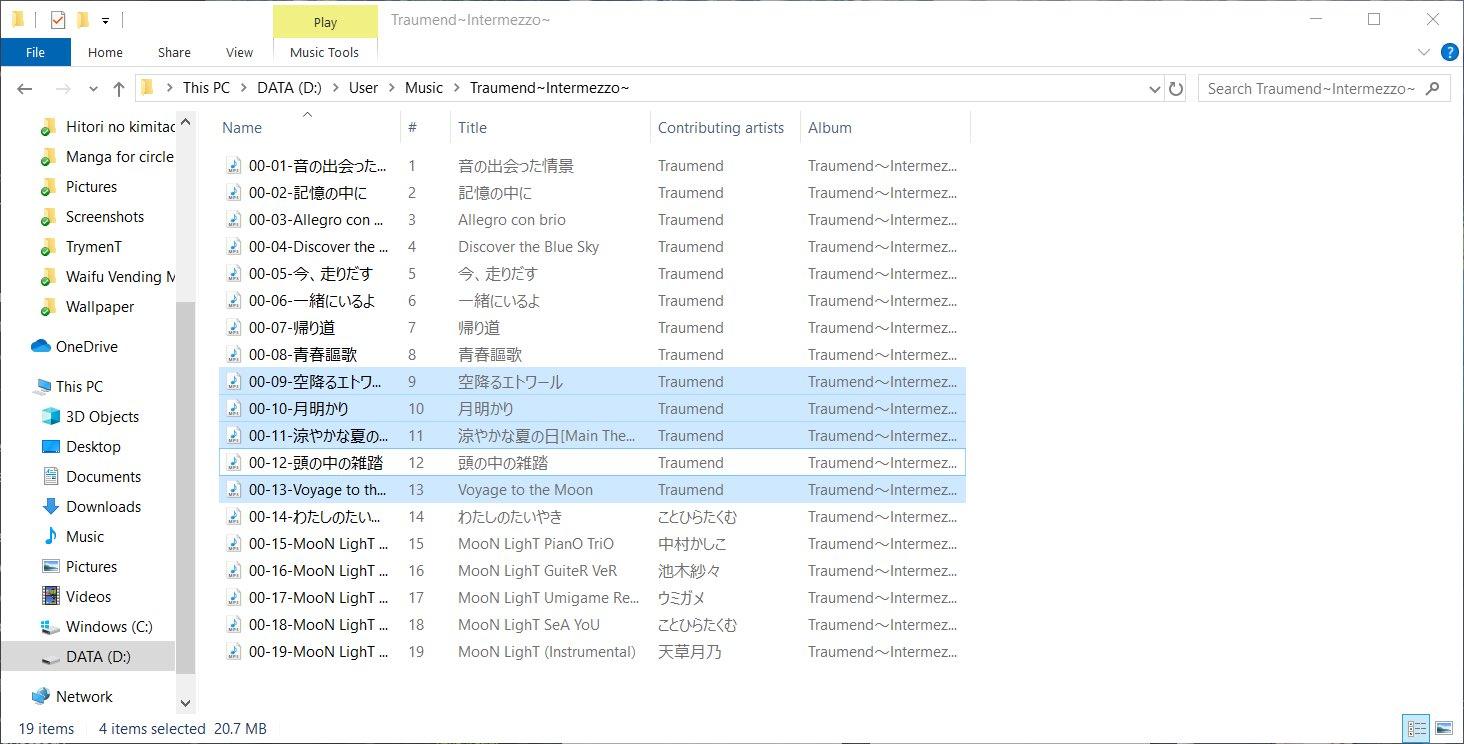 Play
Traumend~Intermezzo~
File
Home
Share
View
Music Tools
?
This PC
DATA (D:)
User
Music
Traumend~Intermezzo~
Search Traumend~Intermezzo~
Hitori no kimitac
Manga for circle
Pictures
Screenshots
TrymenT
Waifu Vending M
Wallpaper
OneDrive
This PC
3D Objects
Desktop
Documents
Downloads
Music
Pictures
Videos
Windows (C:)
DATA (D:)
Network
Name # Title Contributing artists Album
00-01-音の出会った... 1 音の出会った情景 Traumend Traumend～Intermez...
00-02-記憶の中に 2 記憶の中に Traumend Traumend～Intermez...
00-03-Allegro con ... 3 Allegro con brio Traumend Traumend～Intermez...
00-04-Discover the ... 4 Discover the Blue Sky Traumend Traumend～Intermez...
00-05-今、走りだす 5 今、走りだす Traumend Traumend～Intermez...
00-06-一緒にいるよ 6 一緒にいるよ Traumend Traumend～Intermez...
00-07-帰り道 7 帰り道 Traumend Traumend～Intermez...
00-08-青春謳歌 8 青春謳歌 Traumend Traumend～Intermez...
00-09-空降るエトワ... 9 空降るエトワール Traumend Traumend～Intermez...
00-10-月明かり 10 月明かり Traumend Traumend～Intermez...
00-11-涼やかな夏の... 11 涼やかな夏の日[Main The... Traumend Traumend～Intermez...
00-12-頭の中の雑踏 12 頭の中の雑踏 Traumend Traumend～Intermez...
00-13-Voyage to th... 13 Voyage to the Moon Traumend Traumend～Intermez...
00-14-わたしのたい... 14 わたしのたいやき ことひらたくむ Traumend～Intermez...
00-15-MooN LighT ... 15 MooN LighT PianO TriO 中村かしこ Traumend～Intermez...
00-16-MooN LighT ... 16 MooN LighT GuiteR VeR 池木紗々 Traumend～Intermez...
00-17-MooN LighT ... 17 MooN LighT Umigame Re... ウミガメ Traumend～Intermez...
00-18-MooN LighT ... 18 MooN LighT SeA YoU ことひらたくむ Traumend～Intermez...
00-19-MooN LighT ... 19 MooN LighT (Instrumental) 天草月乃 Traumend～Intermez...
19 items 4 items selected 20.7 MB